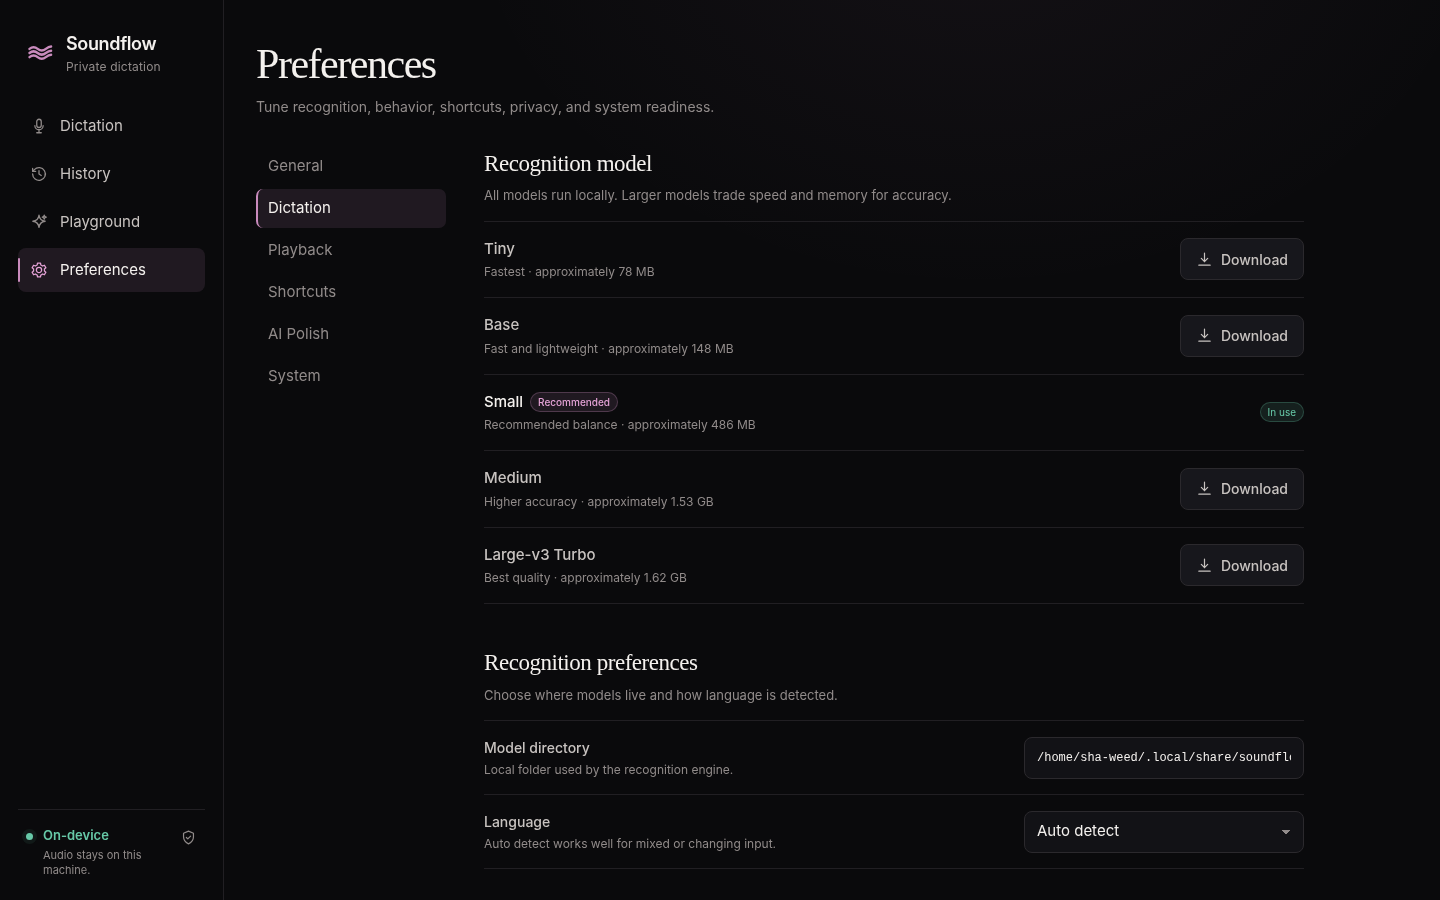 Soundflow
Private dictation
Dictation
History
Playground
Preferences
On-device
Audio stays on this
machine.
Preferences
Tune recognition, behavior, shortcuts, privacy, and system readiness.
General
Dictation
Playback
Shortcuts
AI Polish
System
Recognition model
All models run locally. Larger models trade speed and memory for accuracy.
Tiny
Fastest · approximately 78 MB
Download
Base
Fast and lightweight · approximately 148 MB
Download
Small Recommended
Recommended balance · approximately 486 MB
In use
Medium
Higher accuracy · approximately 1.53 GB
Download
Large-v3 Turbo
Best quality · approximately 1.62 GB
Download
Recognition preferences
Choose where models live and how language is detected.
Model directory
Local folder used by the recognition engine.
/home/sha-weed/.local/share/soundfl
Language
Auto detect works well for mixed or changing input.
Auto detect